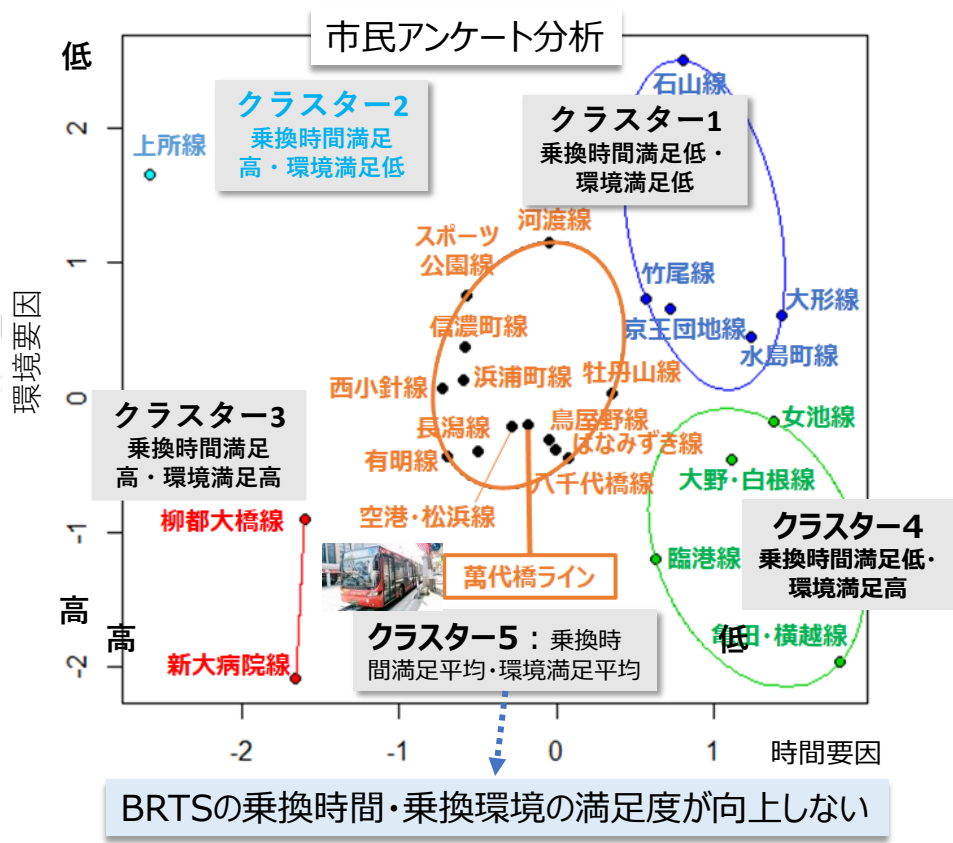 市民アンケート分析
低
石山線
クラスター2
乗換時間満足
高・環境満足低
クラスター1
乗換時間満足低・
環境満足低
2
上所線
河渡線
スポーツ
公園線
1
竹尾線
大形線
信濃町線
京王団地線
水島町線
環境要因
0
西小針線
浜浦町線
牡丹山線
クラスター3
乗換時間満足
高・環境満足高
女池線
長潟線
鳥屋野線
はなみずき線
有明線
八千代橋線
大野・白根線
空港・松浜線
柳都大橋線
-1
クラスター4
乗換時間満足低・
環境満足高
臨港線
萬代橋ライン
高
高
クラスター5：乗換時
間満足平均・環境満足平均
低
亀田・横越線
新大病院線
-2
-2
-1
0
1
時間要因
BRTSの乗換時間・乗換環境の満足度が向上しない